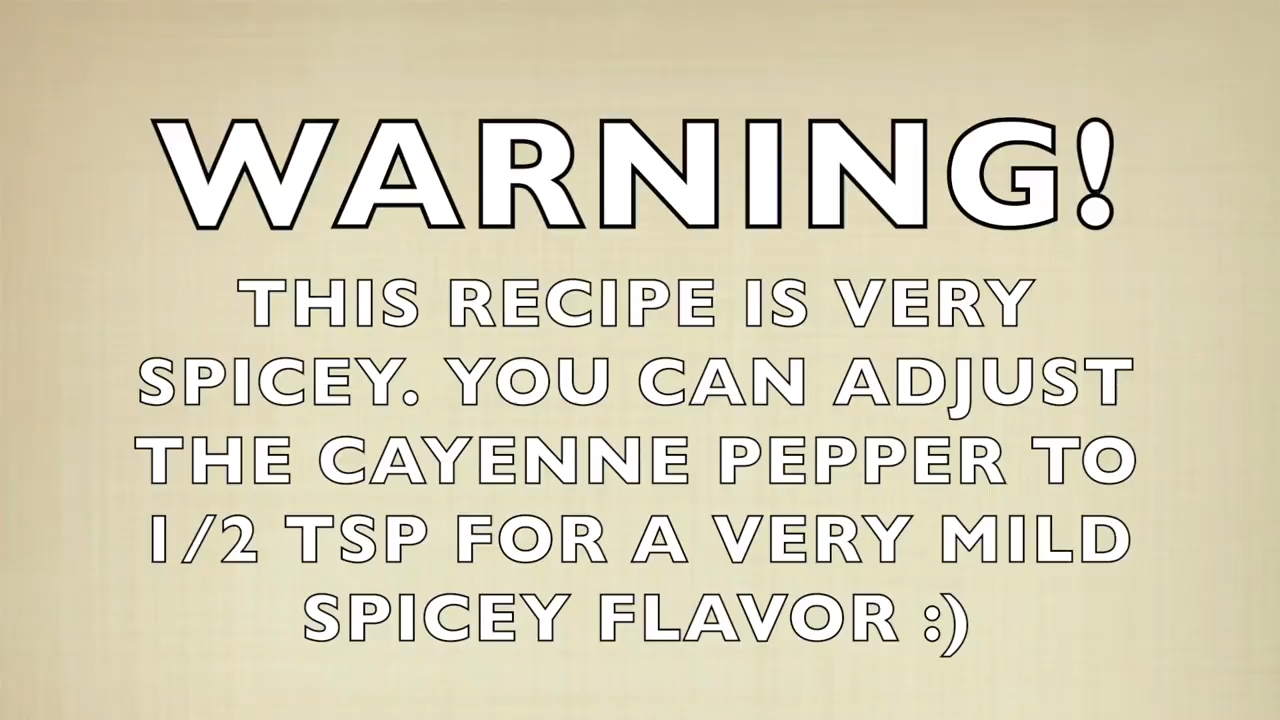 WARNING!
THIS RECIPE IS VERY
SPICEY. YOU CAN ADJUST
THE CAYENNE PEPPER TO
1/2 TSP FOR A VERY MILD
SPICEY FLAVOR :)